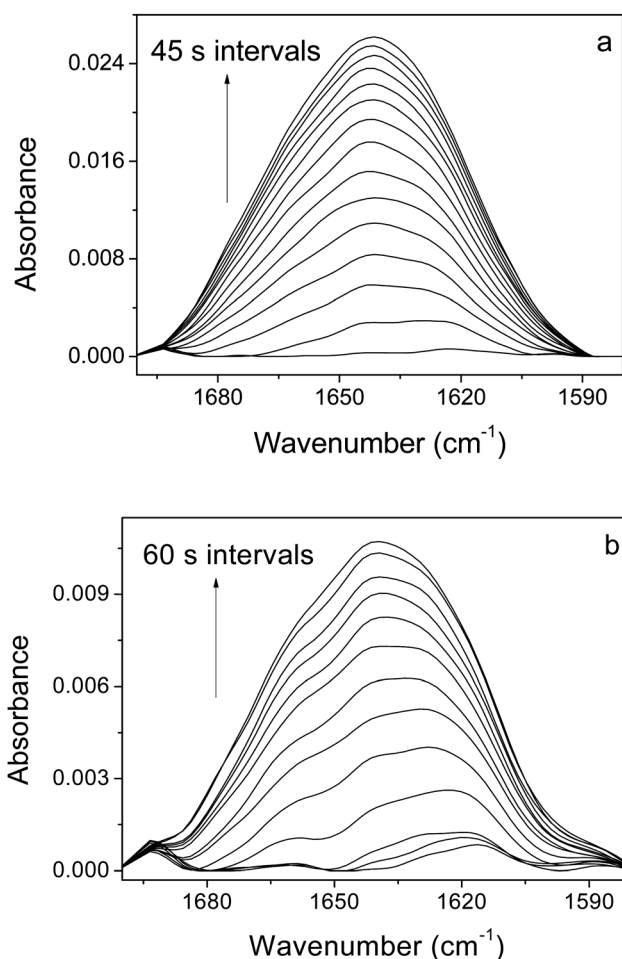 45 s intervals
a
0.024
0.016
0.008
0.000
Absorbance
1680 1650 1620 1590
Wavenumber (cm⁻¹)
60 s intervals
b
0.009
0.006
0.003
0.000
Absorbance
1680 1650 1620 1590
Wavenumber (cm⁻¹)